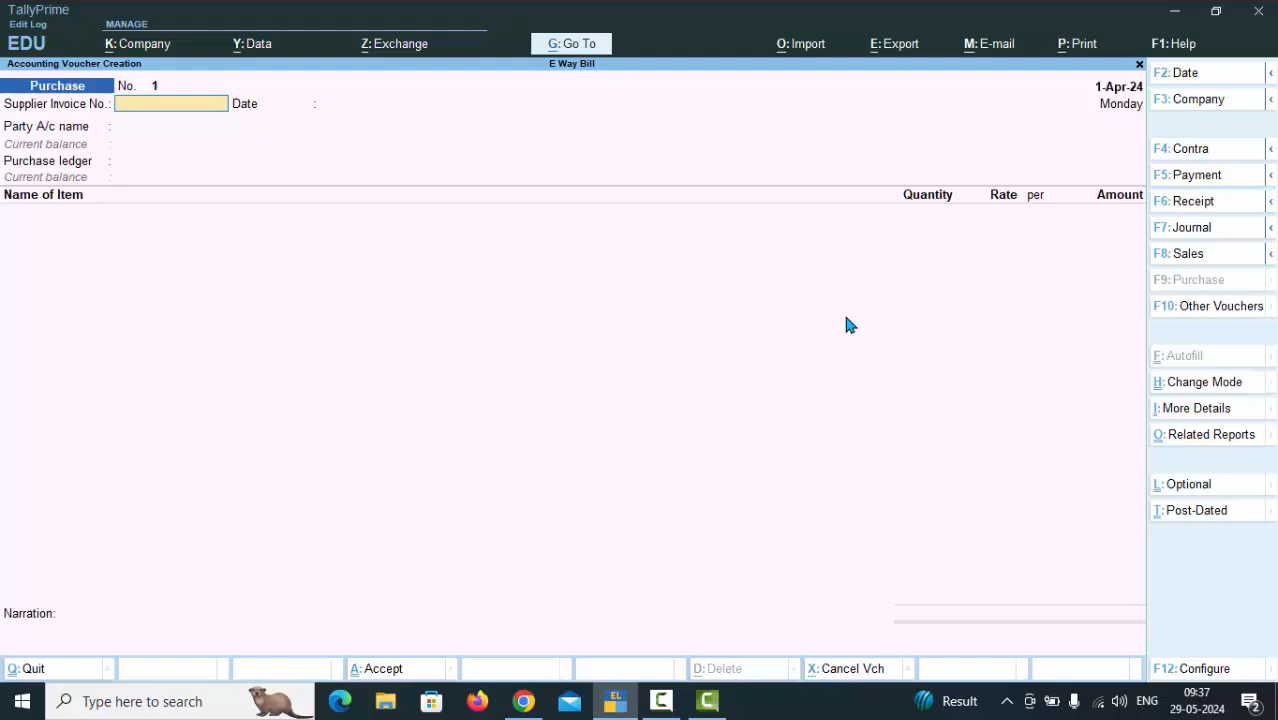 TallyPrime
Edit Log
MANAGE
EDU
K: Company
Y: Data
Z: Exchange
G: Go To
O: Import
E: Export
M: E-mail
P: Print
F1: Help
Accounting Voucher Creation
E Way Bill
Purchase No. 1
1-Apr-24
Supplier Invoice No.: Date :
Monday
Party A/c name :
Current balance :
Purchase ledger :
Current balance :
Name of Item Quantity Rate per Amount
F2: Date
F3: Company
F4: Contra
F5: Payment
F6: Receipt
F7: Journal
F8: Sales
F9: Purchase
F10: Other Vouchers
F: Autofill
H: Change Mode
I: More Details
O: Related Reports
L: Optional
T: Post-Dated
Narration:
Q: Quit
A: Accept
D: Delete
X: Cancel Vch
F12: Configure
Type here to search
EL
Result
ENG
09:37
29-05-2024
2